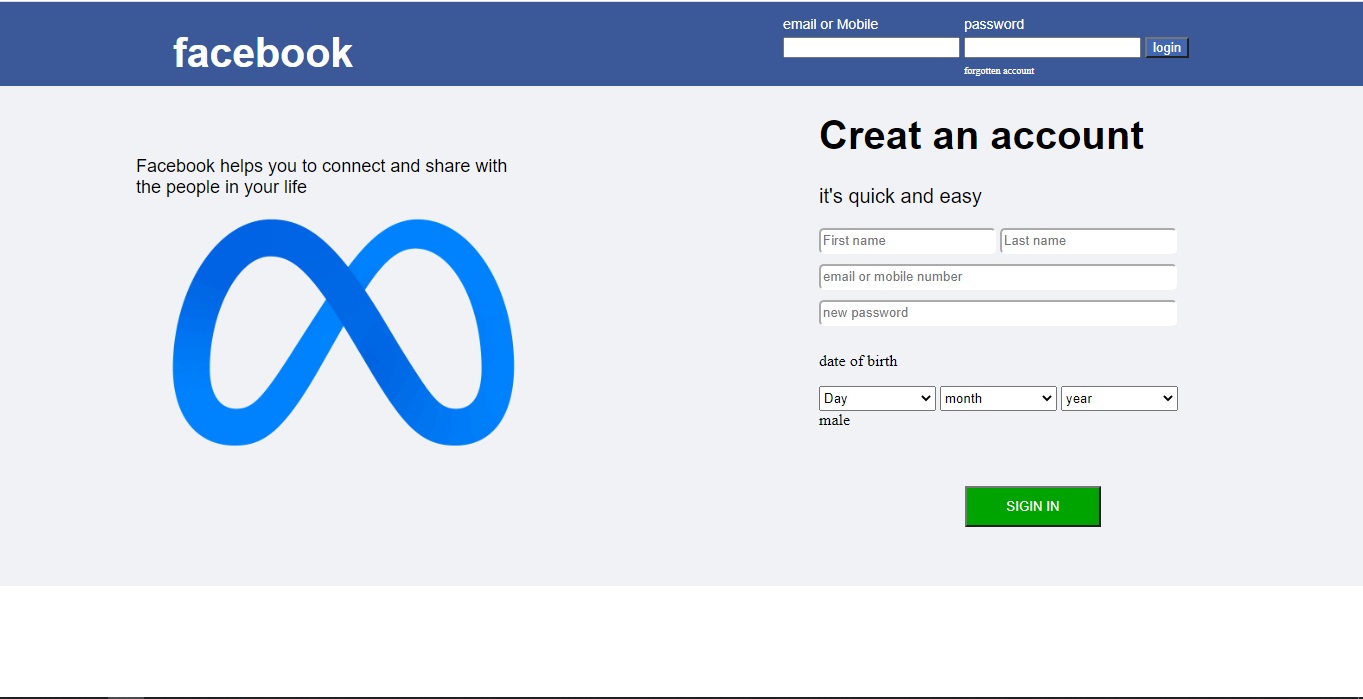 email or Mobile password
facebook
login
forgotten account
Creat an account
Facebook helps you to connect and share with
the people in your life
it's quick and easy
First name Last name
email or mobile number
new password
date of birth
Day month year
male
SIGIN IN